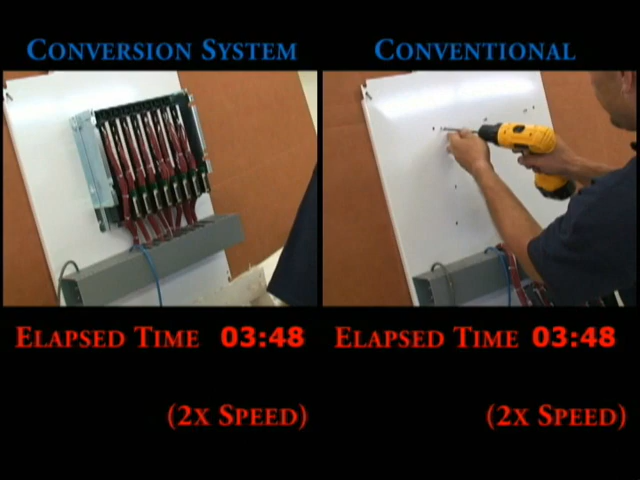 CONVERSION SYSTEM
CONVENTIONAL
ELAPSED TIME 03:48
ELAPSED TIME 03:48
(2X SPEED)
(2X SPEED)